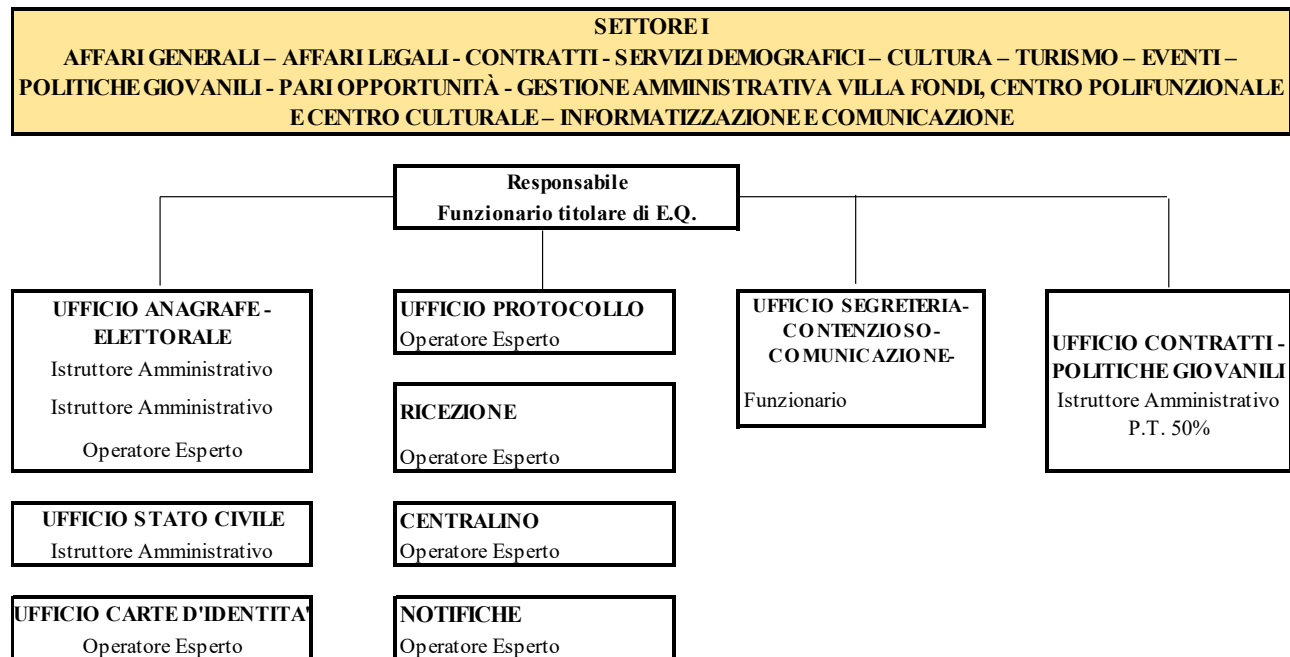 SETTORE I
AFFARI GENERALI – AFFARI LEGALI - CONTRATTI - SERVIZI DEMOGRAFICI – CULTURA – TURISMO – EVENTI –
POLITICHE GIOVANILI - PARI OPPORTUNITÀ - GESTIONE AMMINISTRATIVA VILLA FONDI, CENTRO POLIFUNZIONALE
E CENTRO CULTURALE – INFORMATIZZAZIONE E COMUNICAZIONE
Responsabile
Funzionario titolare di E.Q.
UFFICIO ANAGRAFE -
ELETTORALE
Istruttore Amministrativo
Istruttore Amministrativo
Operatore Esperto
UFFICIO STATO CIVILE
Istruttore Amministrativo
UFFICIO CARTE D'IDENTITA'
Operatore Esperto
UFFICIO PROTOCOLLO
Operatore Esperto
RICEZIONE
Operatore Esperto
CENTRALINO
Operatore Esperto
NOTIFICHE
Operatore Esperto
UFFICIO SEGRETERIA-
CONTENZIOSO-
COMUNICAZIONE-
Funzionario
UFFICIO CONTRATTI -
POLITICHE GIOVANILI
Istruttore Amministrativo
P.T. 50%